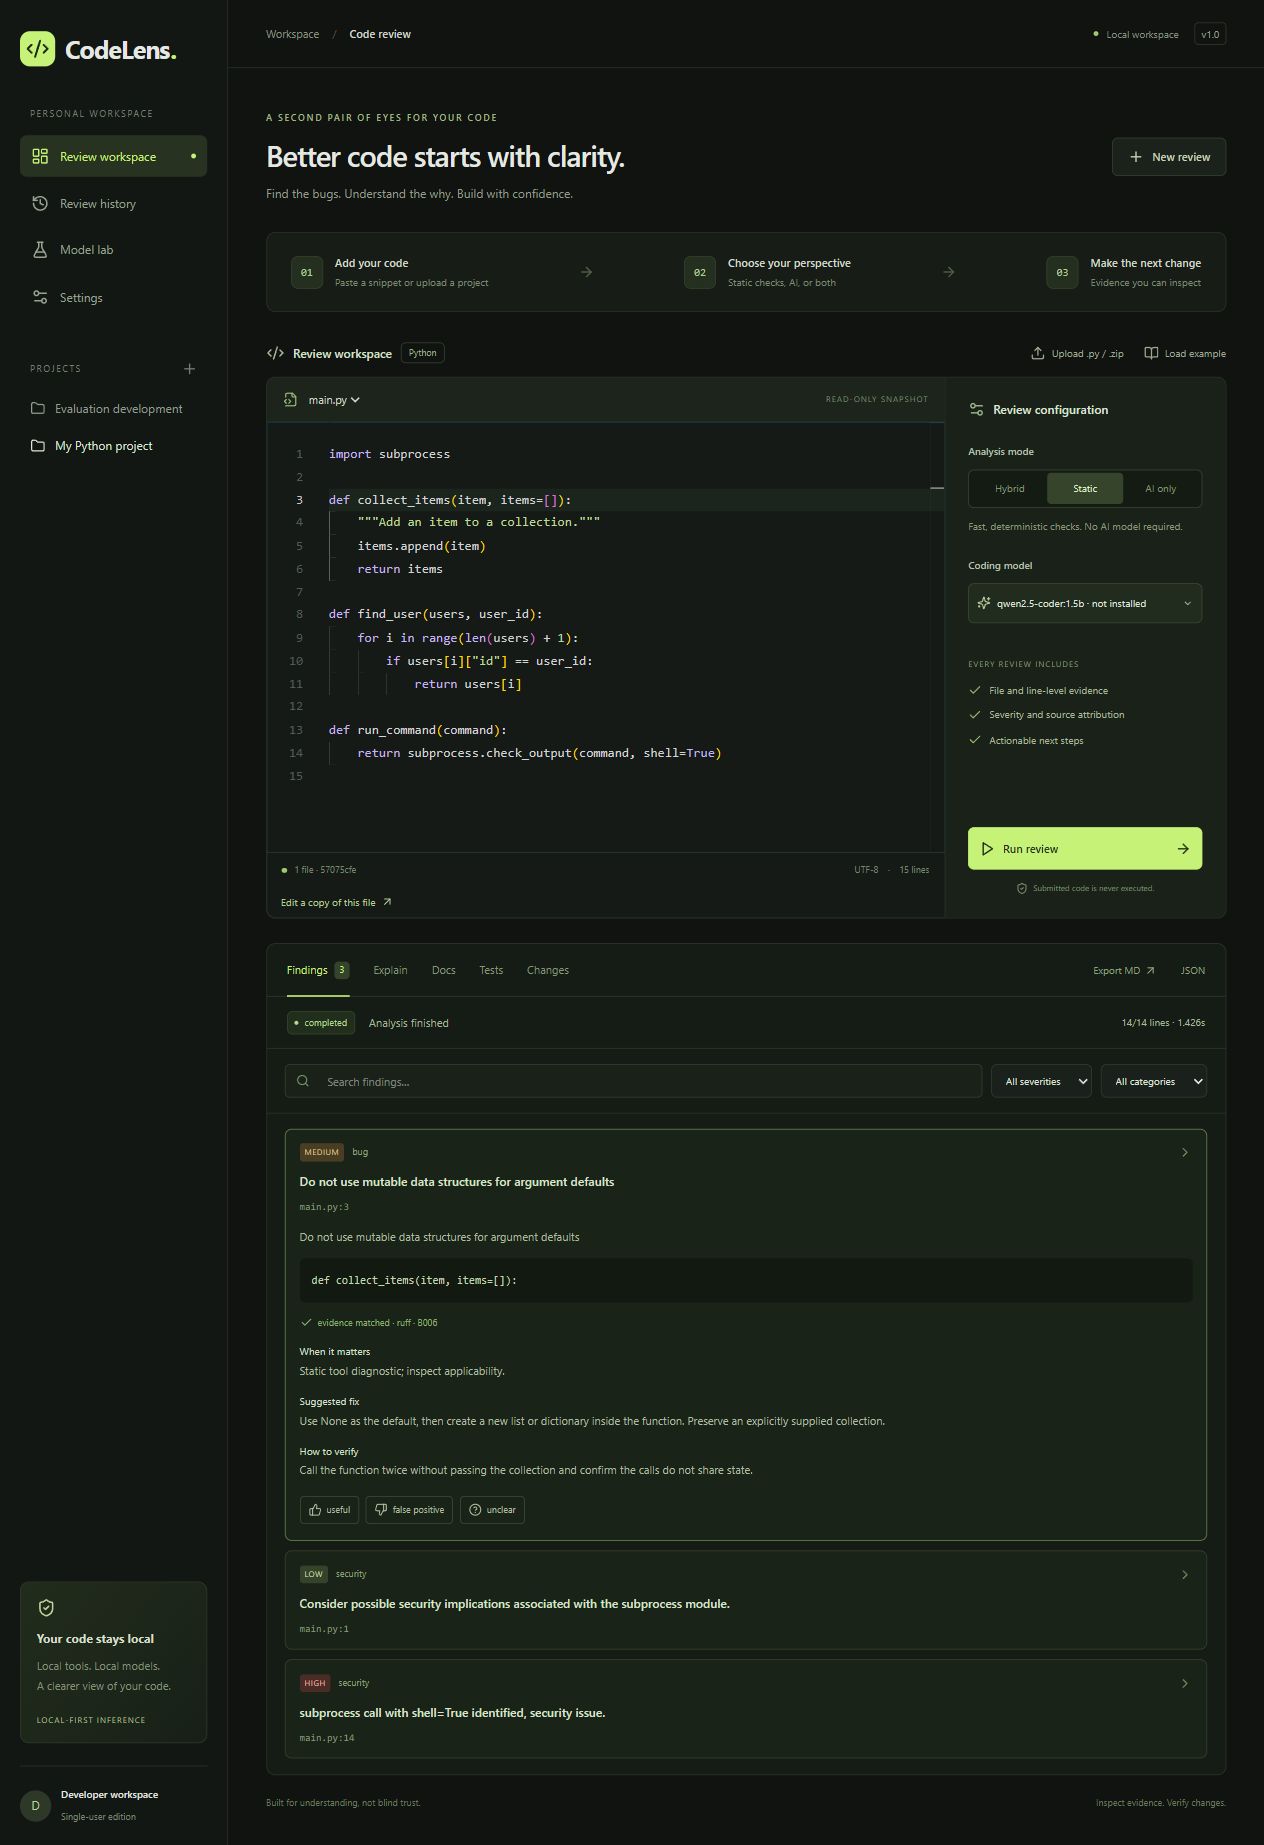 CodeLens.
PERSONAL WORKSPACE
Review workspace
Review history
Model lab
Settings
PROJECTS
Evaluation development
My Python project
Your code stays local
Local tools. Local models.
A clearer view of your code.
LOCAL-FIRST INFERENCE
D
Developer workspace
Single-user edition
Workspace / Code review
Local workspace v1.0
A SECOND PAIR OF EYES FOR YOUR CODE
Better code starts with clarity.
Find the bugs. Understand the why. Build with confidence.
New review
01 Add your code
Paste a snippet or upload a project
02 Choose your perspective
Static checks, AI, or both
03 Make the next change
Evidence you can inspect
Review workspace Python
Upload .py / .zip Load example
main.py READ-ONLY SNAPSHOT
1 import subprocess
2
3 def collect_items(item, items=[]):
4     """Add an item to a collection."""
5     items.append(item)
6     return items
7
8 def find_user(users, user_id):
9     for i in range(len(users) + 1):
10         if users[i]["id"] == user_id:
11             return users[i]
12
13 def run_command(command):
14     return subprocess.check_output(command, shell=True)
15
1 file · 57075cfe UTF-8 · 15 lines
Edit a copy of this file
Review configuration
Analysis mode
Hybrid Static AI only
Fast, deterministic checks. No AI model required.
Coding model
qwen2.5-coder:1.5b · not installed
EVERY REVIEW INCLUDES
File and line-level evidence
Severity and source attribution
Actionable next steps
Run review
Submitted code is never executed.
Findings 3 Explain Docs Tests Changes Export MD JSON
completed Analysis finished 14/14 lines · 1.426s
Search findings... All severities All categories
MEDIUM bug
Do not use mutable data structures for argument defaults
main.py:3
Do not use mutable data structures for argument defaults
def collect_items(item, items=[]):
evidence matched · ruff · B006
When it matters
Static tool diagnostic; inspect applicability.
Suggested fix
Use None as the default, then create a new list or dictionary inside the function. Preserve an explicitly supplied collection.
How to verify
Call the function twice without passing the collection and confirm the calls do not share state.
useful false positive unclear
LOW security
Consider possible security implications associated with the subprocess module.
main.py:1
HIGH security
subprocess call with shell=True identified, security issue.
main.py:14
Built for understanding, not blind trust. Inspect evidence. Verify changes.